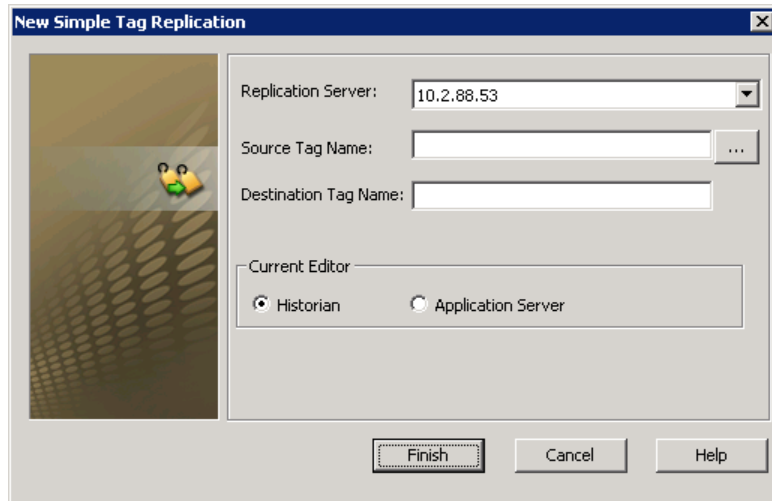 New Simple Tag Replication
Replication Server: 10.2.88.53
Source Tag Name: ...
Destination Tag Name:
Current Editor
Historian Application Server
Finish Cancel Help